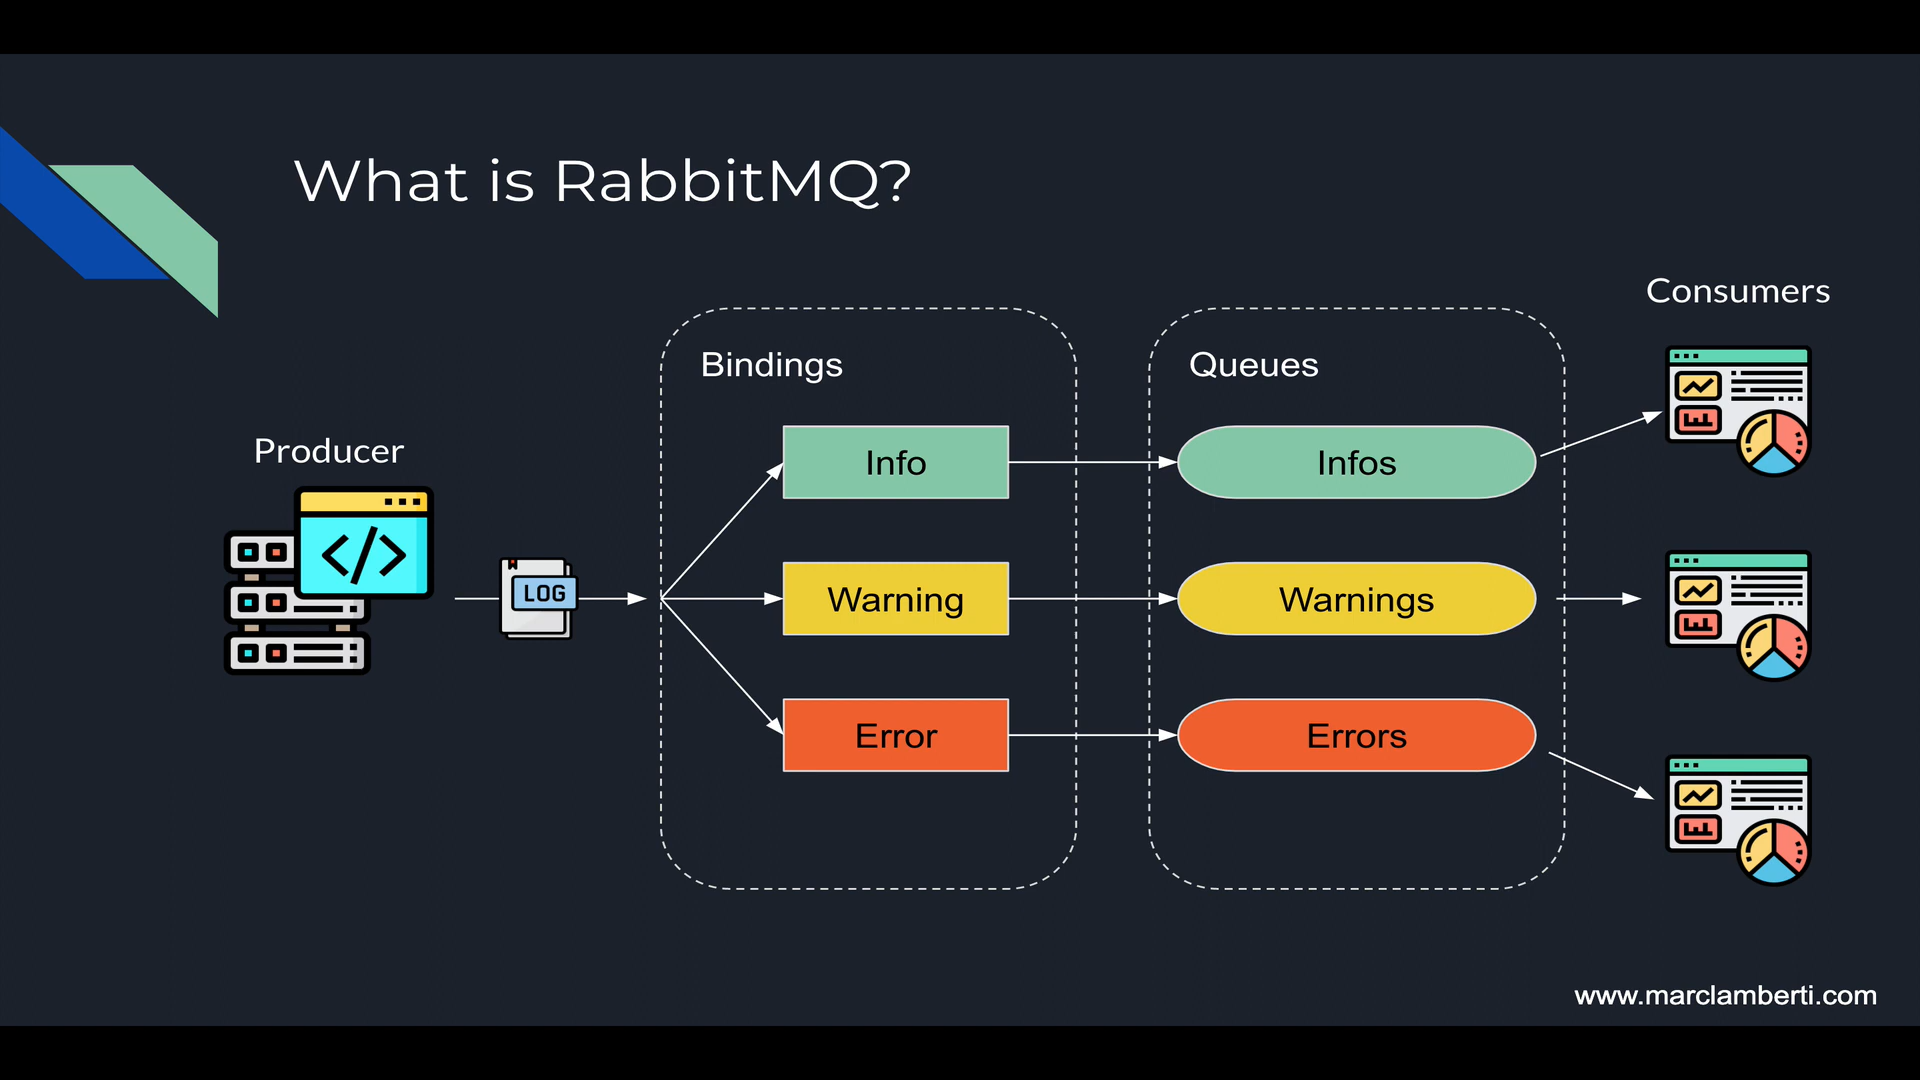 What is RabbitMQ?
Consumers
Bindings
Queues
Producer
Info
Infos
LOG
Warning
Warnings
Error
Errors
www.marclamberti.com